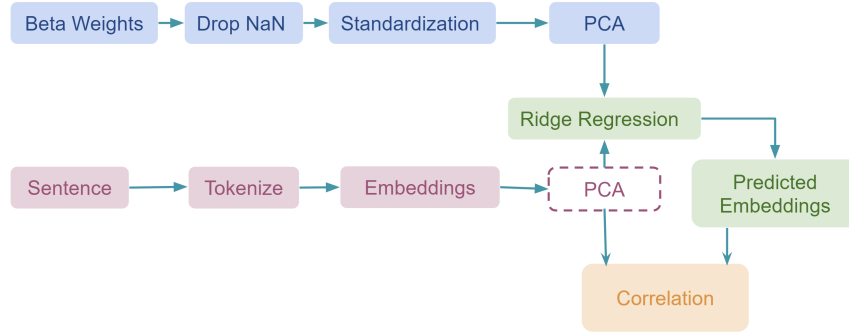 Beta Weights
Drop NaN
Standardization
PCA
Ridge Regression
Sentence
Tokenize
Embeddings
PCA
Predicted
Embeddings
Correlation